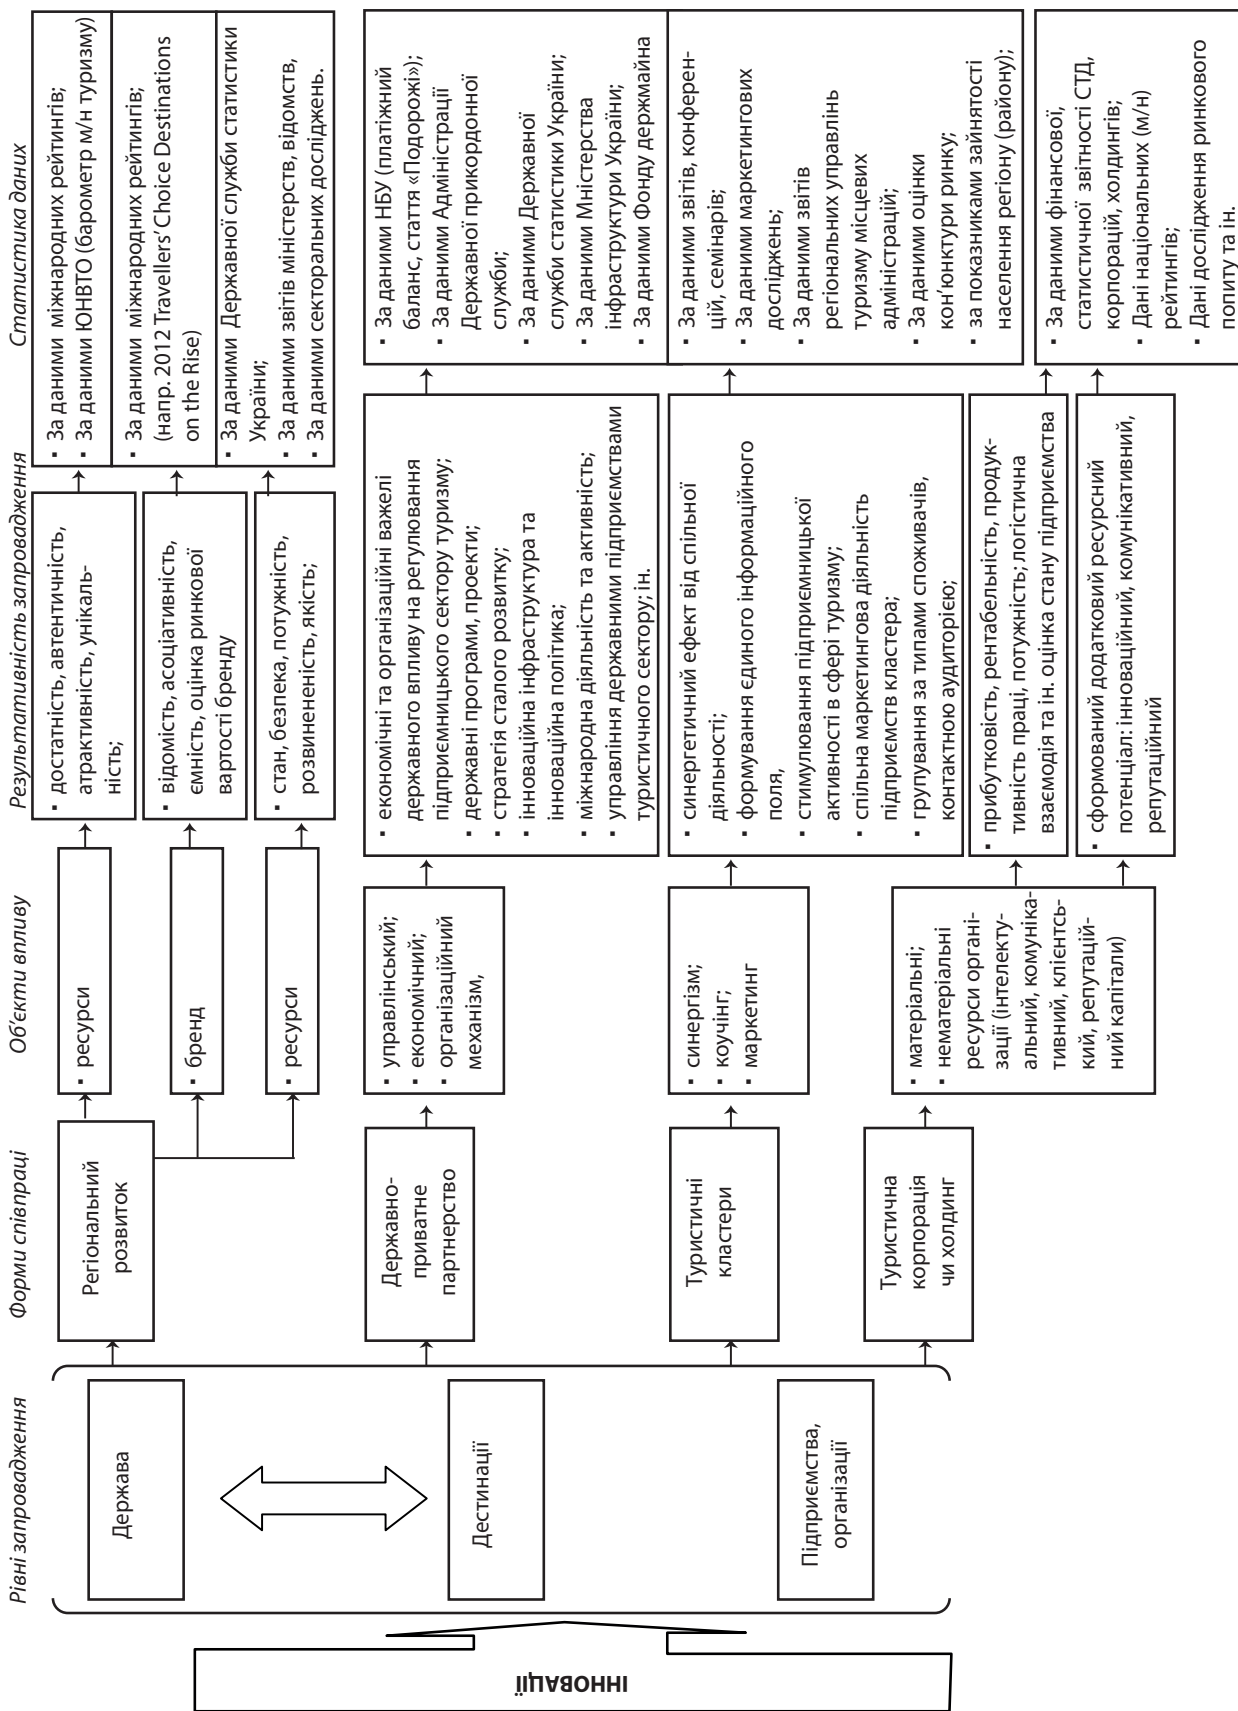 ІННОВАЦІЇ
Рівні запровадження
Держава
Дестинації
Підприємства,
організації
Форми співпраці
Регіональний
розвиток
Державно-
приватне
партнерство
Туристичні
кластери
Туристична
корпорація
чи холдинг
Об'єкти впливу
▪ ресурси
▪ бренд
▪ ресурси
▪ управлінський;
▪ економічний;
▪ організаційний
механізм,
▪ синергізм;
▪ коучінг;
▪ маркетинг
▪ матеріальні;
▪ нематеріальні
ресурси органі-
зації (інтелекту-
альний, комуніка-
тивний, клієнтсь-
кий, репутацій-
ний капітали)
Результативність запровадження
▪ достатність, автентичність,
атрактивність, унікаль-
ність;
▪ відомість, асоціативність,
ємність, оцінка ринкової
вартості бренду
▪ стан, безпека, потужність,
розвиненість, якість;
▪ економічні та організаційні важелі
державного впливу на регулювання
підприємницького сектору туризму;
▪ державні програми, проекти;
▪ стратегія сталого розвитку;
▪ інноваційна інфраструктура та
інноваційна політика;
▪ міжнародна діяльність та активність;
▪ управління державними підприємствами
туристичного сектору; ін.
▪ синергетичний ефект від спільної
діяльності;
▪ формування єдиного інформаційного
поля,
▪ стимулювання підприємницької
активності в сфері туризму;
▪ спільна маркетингова діяльність
підприємств кластера;
▪ групування за типами споживачів,
контактною аудиторією;
▪ прибутковість, рентабельність, продук-
тивність праці, потужність; логістична
взаємодія та ін. оцінка стану підприємства
▪ сформований додатковий ресурсний
потенціал: інноваційний, комунікативний,
репутаційний
Статистика даних
▪ За даними міжнародних рейтингів;
▪ За даними ЮНВТО (барометр м/н туризму)
▪ За даними міжнародних рейтингів;
(напр. 2012 Travellers' Choice Destinations
on the Rise)
▪ За даними Державної служби статистики
України;
▪ За даними звітів міністерств, відомств,
▪ За даними секторальних досліджень.
▪ За даними НБУ (платіжний
баланс, стаття «Подорожі»);
▪ За даними Адміністрації
Державної прикордонної
служби;
▪ За даними Державної
служби статистики України;
▪ За даними Мністерства
інфраструктури України;
▪ За даними Фонду держмайна
▪ За даними звітів, конферен-
цій, семінарів;
▪ За даними маркетингових
досліджень;
▪ За даними звітів
регіональних управлінь
туризму місцевих
адміністрацій;
▪ За даними оцінки
кон'юнктури ринку;
▪ за показниками зайнятості
населення регіону (району);
▪ За даними фінансової,
статистичної звітності СТД,
корпорацій, холдингів;
▪ Дані національних (м/н)
рейтингів;
▪ Дані дослідження ринкового
попиту та ін.